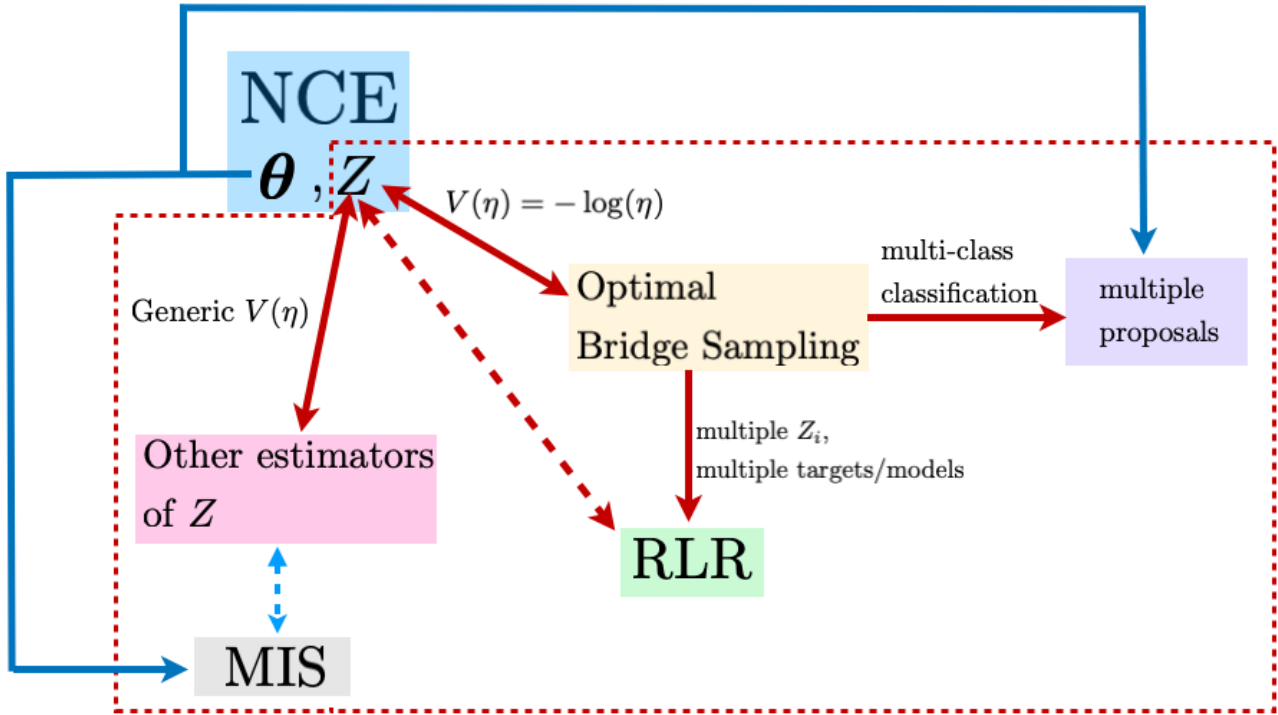 NCE
θ , Z
V(η) = − log(η)
multi-class
classification
Optimal
Bridge Sampling
multiple
proposals
Generic V(η)
multiple Zᵢ,
multiple targets/models
Other estimators
of Z
RLR
MIS